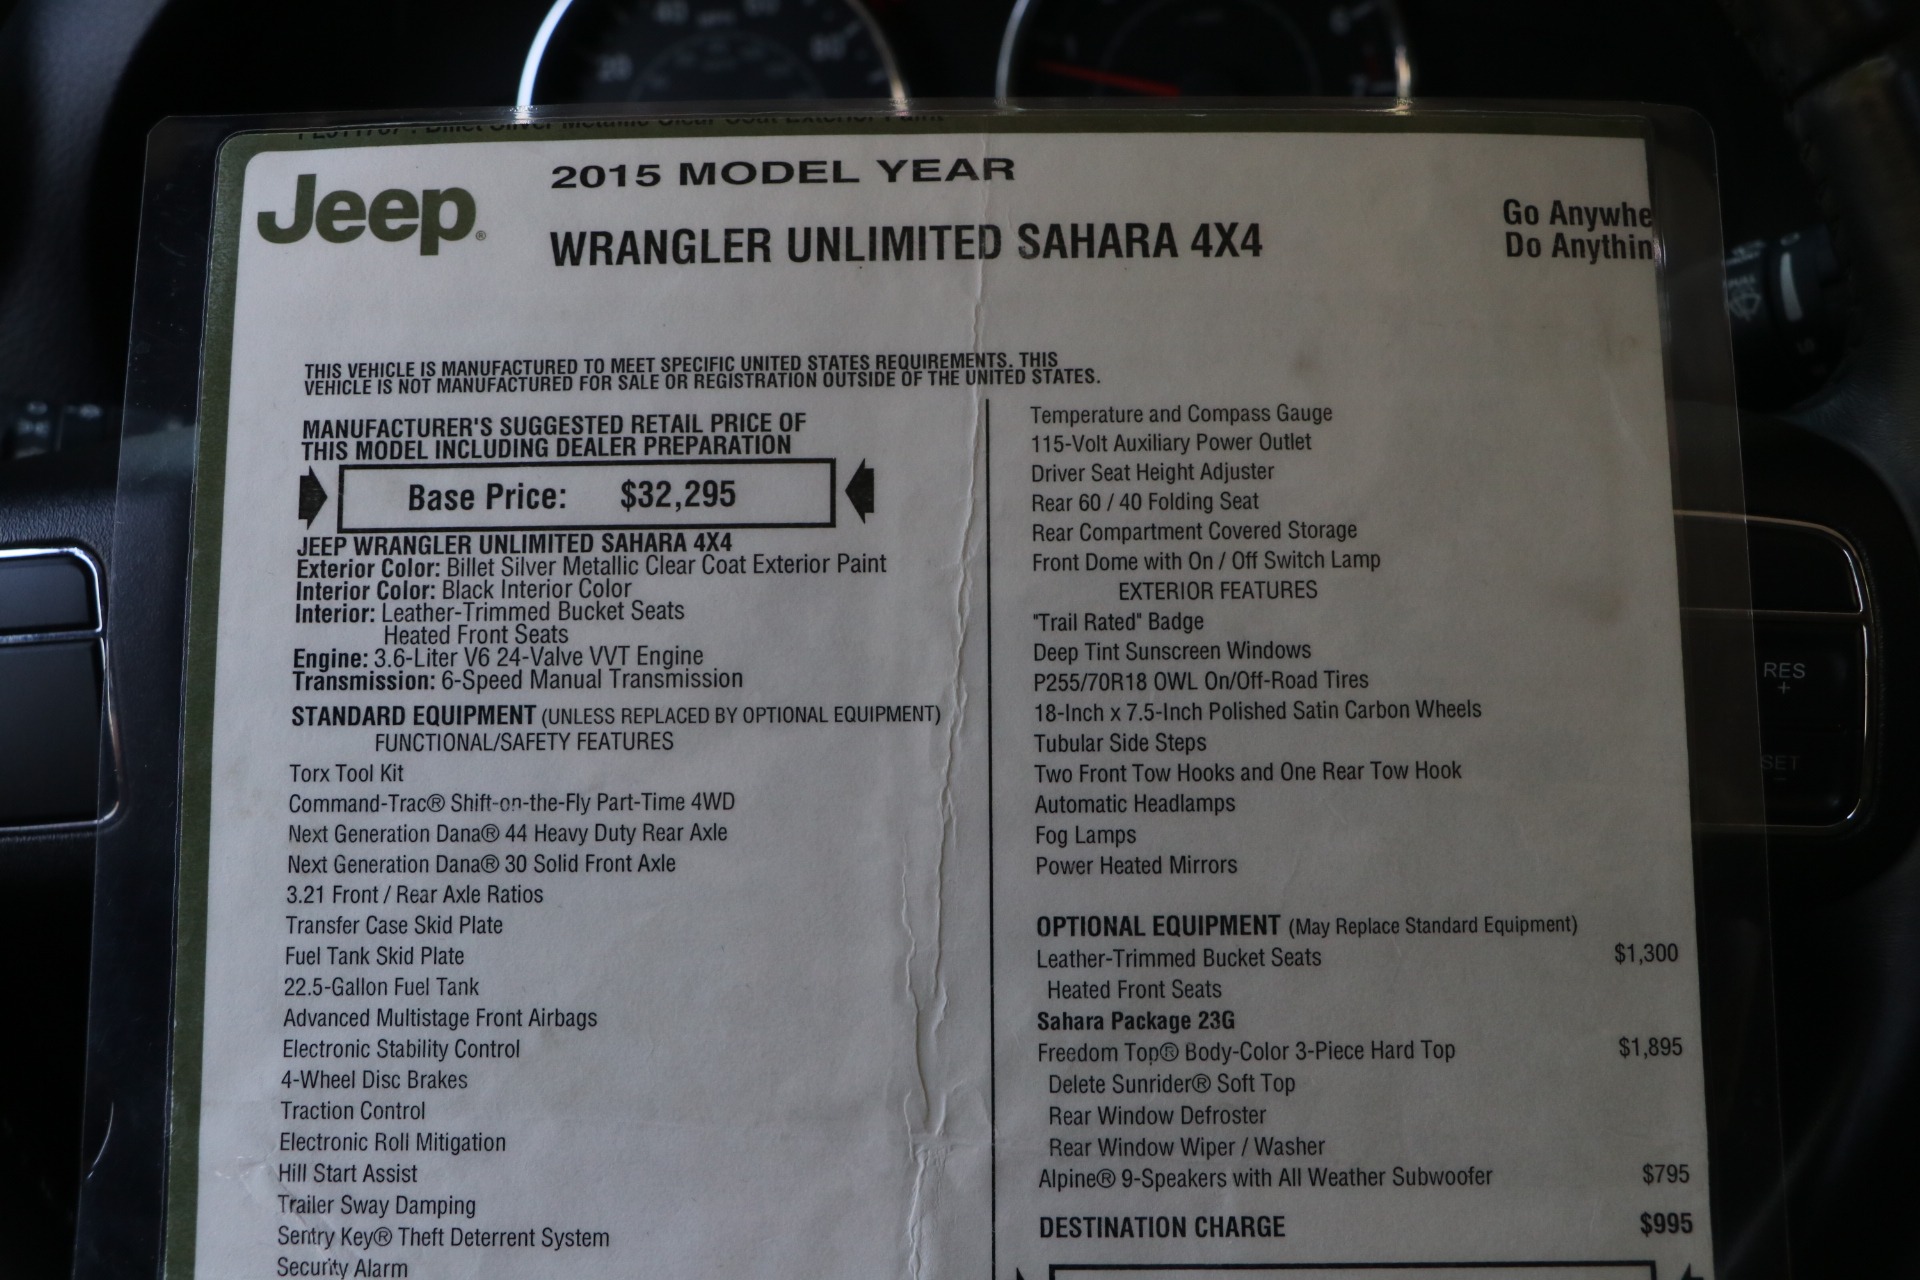 Jeep®
2015 MODEL YEAR
WRANGLER UNLIMITED SAHARA 4X4
Go Anywhe
Do Anythin
THIS VEHICLE IS MANUFACTURED TO MEET SPECIFIC UNITED STATES REQUIREMENTS. THIS
VEHICLE IS NOT MANUFACTURED FOR SALE OR REGISTRATION OUTSIDE OF THE UNITED STATES.
MANUFACTURER'S SUGGESTED RETAIL PRICE OF
THIS MODEL INCLUDING DEALER PREPARATION
Base Price: $32,295
JEEP WRANGLER UNLIMITED SAHARA 4X4
Exterior Color: Billet Silver Metallic Clear Coat Exterior Paint
Interior Color: Black Interior Color
Interior: Leather-Trimmed Bucket Seats
Heated Front Seats
Engine: 3.6-Liter V6 24-Valve VVT Engine
Transmission: 6-Speed Manual Transmission
STANDARD EQUIPMENT (UNLESS REPLACED BY OPTIONAL EQUIPMENT)
FUNCTIONAL/SAFETY FEATURES
Torx Tool Kit
Command-Trac® Shift-on-the-Fly Part-Time 4WD
Next Generation Dana® 44 Heavy Duty Rear Axle
Next Generation Dana® 30 Solid Front Axle
3.21 Front / Rear Axle Ratios
Transfer Case Skid Plate
Fuel Tank Skid Plate
22.5-Gallon Fuel Tank
Advanced Multistage Front Airbags
Electronic Stability Control
4-Wheel Disc Brakes
Traction Control
Electronic Roll Mitigation
Hill Start Assist
Trailer Sway Damping
Sentry Key® Theft Deterrent System
Security Alarm
Temperature and Compass Gauge
115-Volt Auxiliary Power Outlet
Driver Seat Height Adjuster
Rear 60 / 40 Folding Seat
Rear Compartment Covered Storage
Front Dome with On / Off Switch Lamp
EXTERIOR FEATURES
"Trail Rated" Badge
Deep Tint Sunscreen Windows
P255/70R18 OWL On/Off-Road Tires
18-Inch x 7.5-Inch Polished Satin Carbon Wheels
Tubular Side Steps
Two Front Tow Hooks and One Rear Tow Hook
Automatic Headlamps
Fog Lamps
Power Heated Mirrors
OPTIONAL EQUIPMENT (May Replace Standard Equipment)
Leather-Trimmed Bucket Seats $1,300
Heated Front Seats
Sahara Package 23G
Freedom Top® Body-Color 3-Piece Hard Top $1,895
Delete Sunrider® Soft Top
Rear Window Defroster
Rear Window Wiper / Washer
Alpine® 9-Speakers with All Weather Subwoofer $795
DESTINATION CHARGE $995
RES
+
SET
−